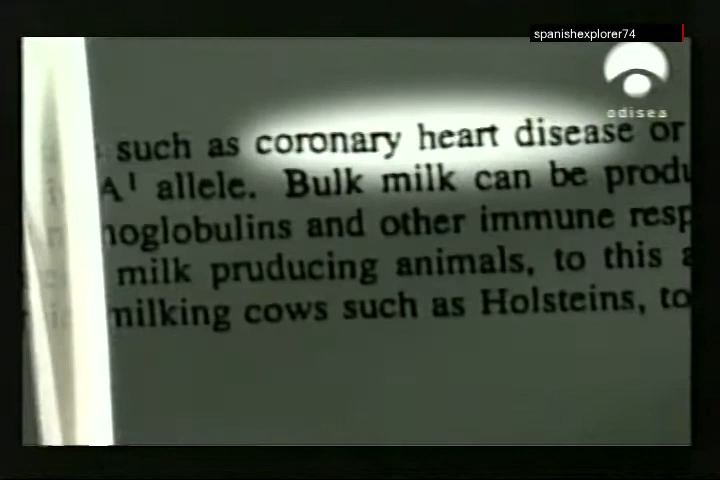 spanishexplorer74
odisea
such as coronary heart disease or
A¹ allele. Bulk milk can be produ
noglobulins and other immune resp
milk pruducing animals, to this a
milking cows such as Holsteins, to